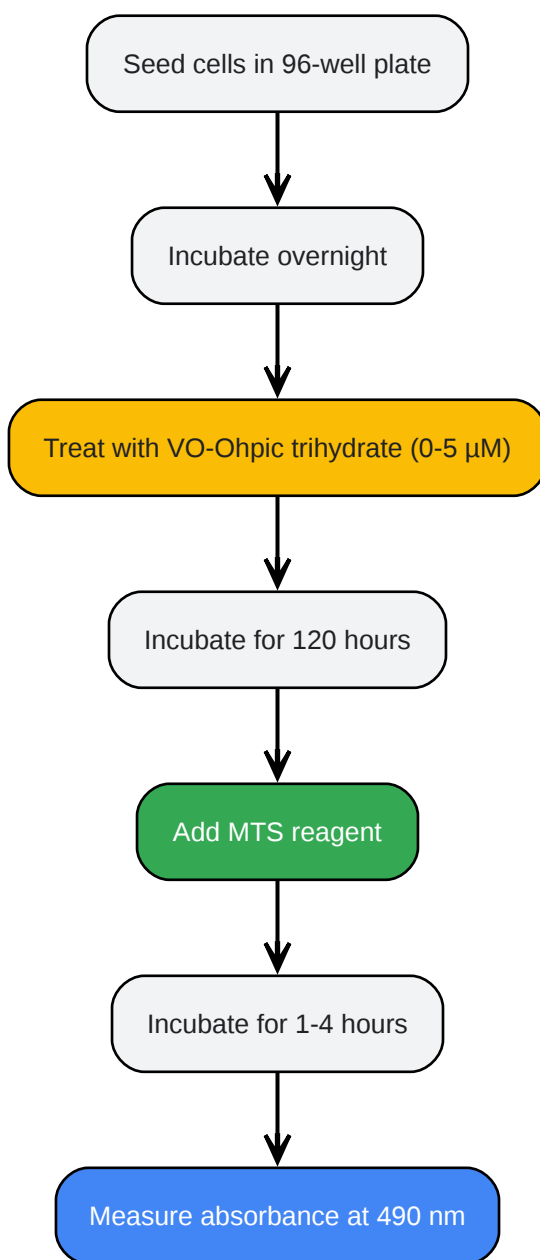 Seed cells in 96-well plate
Incubate overnight
Treat with VO-Ohpic trihydrate (0-5 µM)
Incubate for 120 hours
Add MTS reagent
Incubate for 1-4 hours
Measure absorbance at 490 nm